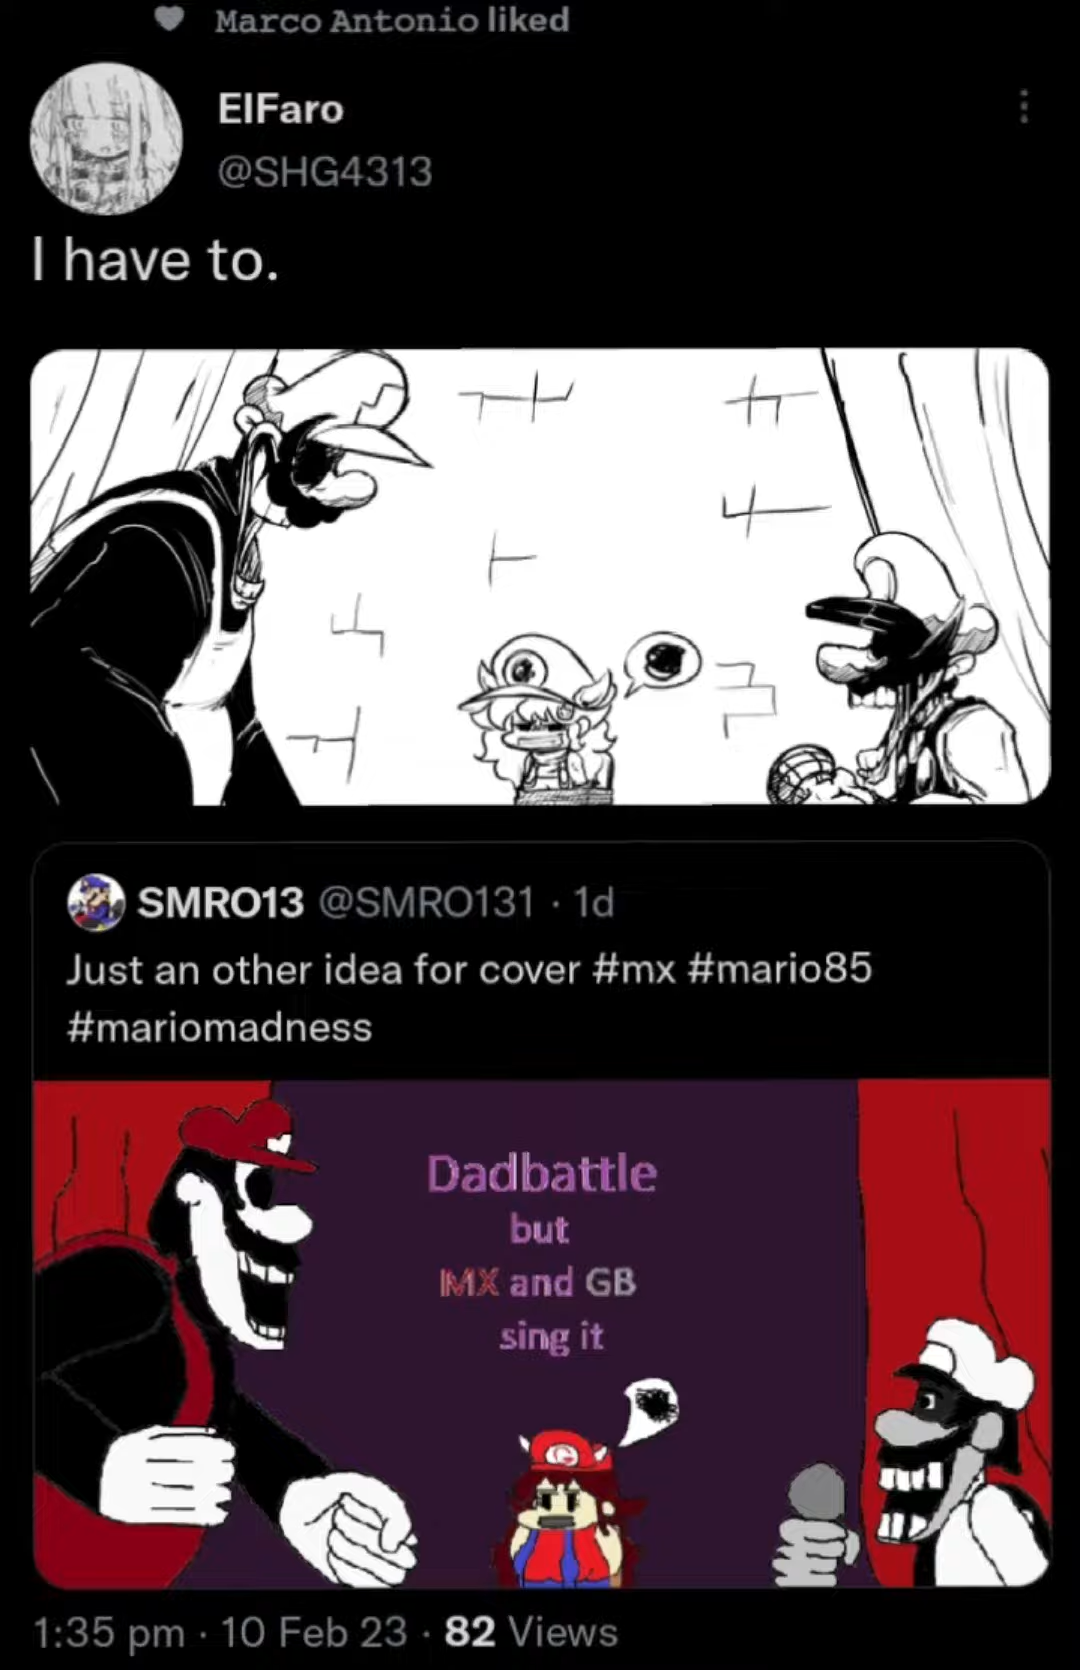 Marco Antonio liked
ElFaro
@SHG4313
I have to.
SMRO13 @SMRO131 · 1d
Just an other idea for cover #mx #mario85
#mariomadness
Dadbattle
but
MX and GB
sing it
G
1:35 pm · 10 Feb 23 · 82 Views